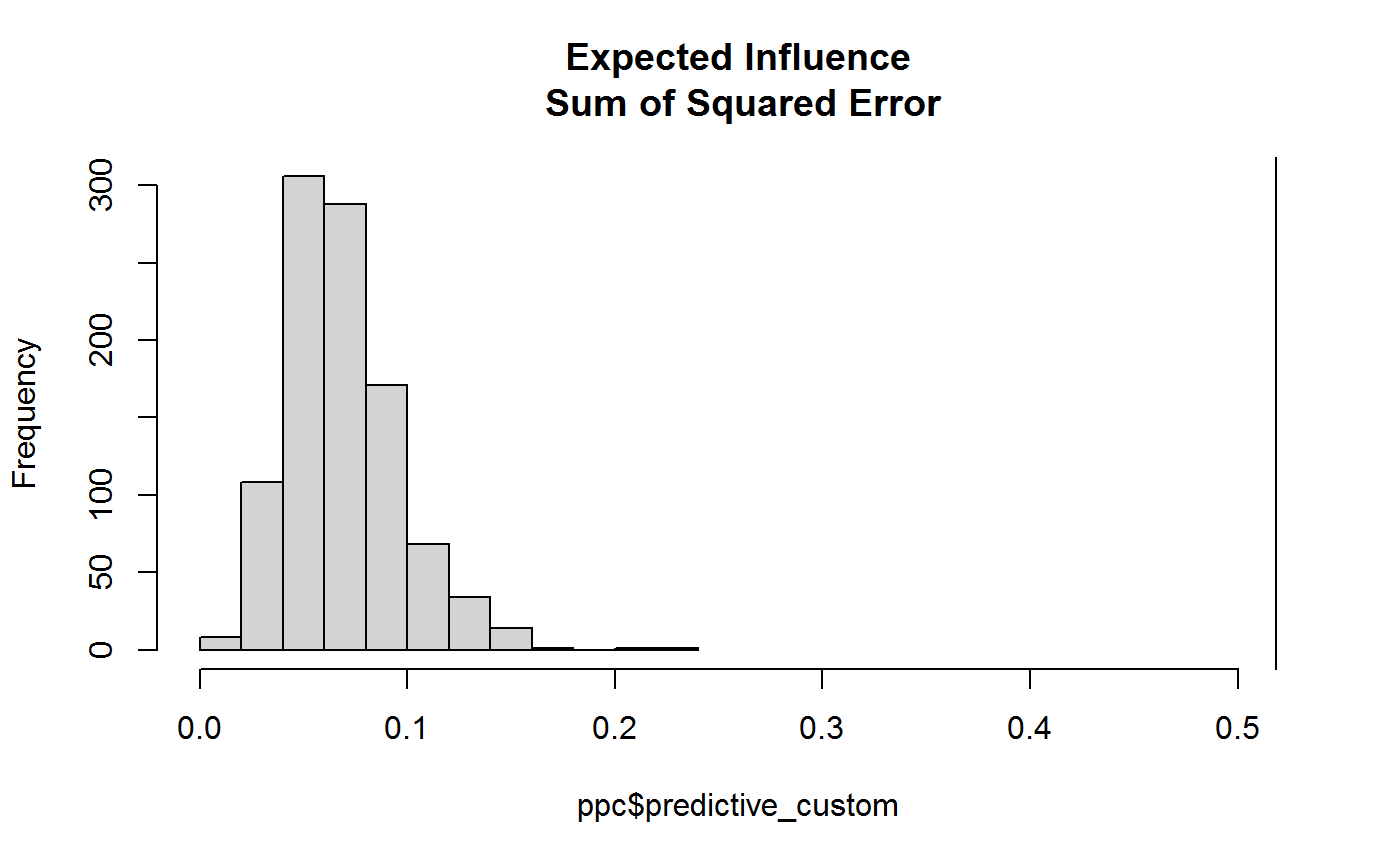 Expected Influence
Sum of Squared Error
Frequency
300
200
100
50
0
0.0 0.1 0.2 0.3 0.4 0.5
ppc$predictive_custom